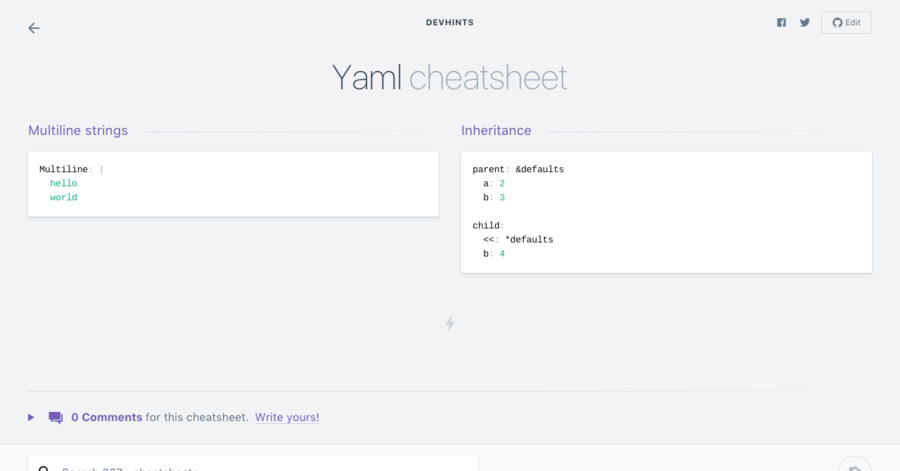 DEVHINTS
Edit
Yaml cheatsheet
Multiline strings
Multiline: |
  hello
  world
Inheritance
parent: &defaults
  a: 2
  b: 3
child:
  <<: *defaults
  b: 4
0 Comments for this cheatsheet. Write yours!